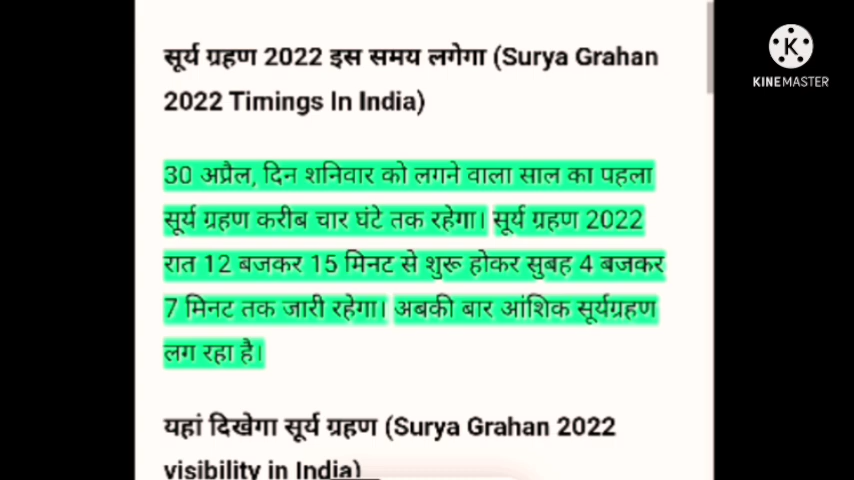 सूर्य ग्रहण 2022 इस समय लगेगा (Surya Grahan
2022 Timings In India)
30 अप्रैल, दिन शनिवार को लगने वाला साल का पहला
सूर्य ग्रहण करीब चार घंटे तक रहेगा। सूर्य ग्रहण 2022
रात 12 बजकर 15 मिनट से शुरू होकर सुबह 4 बजकर
7 मिनट तक जारी रहेगा। अबकी बार आंशिक सूर्यग्रहण
लग रहा है।
यहां दिखेगा सूर्य ग्रहण (Surya Grahan 2022
visibility in India)
K
KINEMASTER